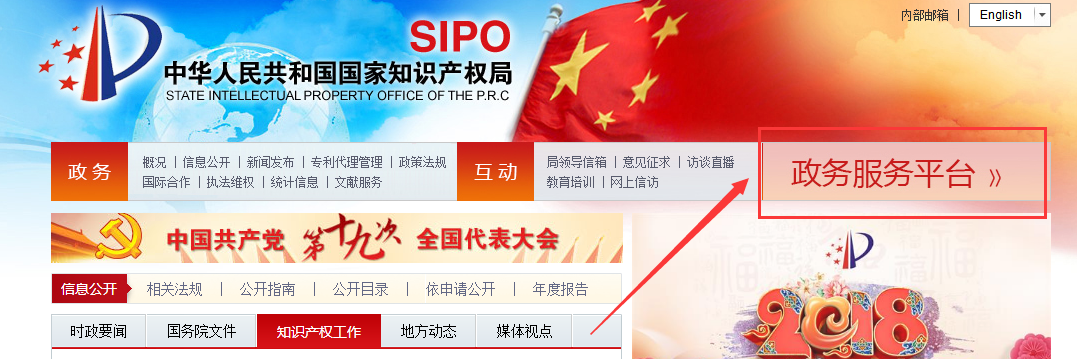 内部邮箱 | English
SIPO
中华人民共和国国家知识产权局
STATE INTELLECTUAL PROPERTY OFFICE OF THE P.R.C
政务
概况 | 信息公开 | 新闻发布 | 专利代理管理 | 政策法规
国际合作 | 执法维权 | 统计信息 | 文献服务
互动
局领导信箱 | 意见征求 | 访谈直播
教育培训 | 网上信访
政务服务平台 »
中国共产党第十九次全国代表大会
信息公开 相关法规 | 公开指南 | 公开目录 | 依申请公开 | 年度报告
时政要闻 国务院文件 知识产权工作 地方动态 媒体视点
2018